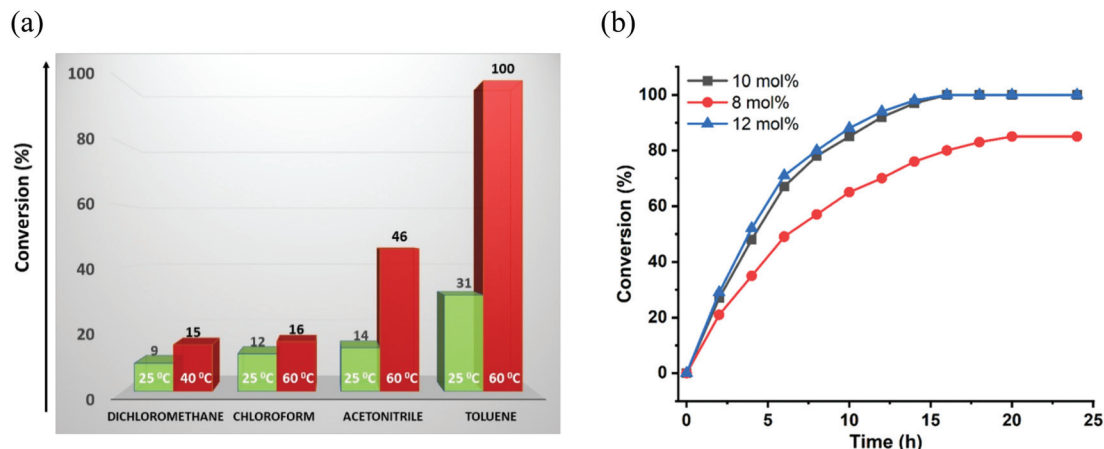 (a)
Conversion (%)
100
80
60
40
20
0
9
15
12
16
14
46
31
100
25 ⁰C
40 ⁰C
25 ⁰C
60 ⁰C
25 ⁰C
60 ⁰C
25 ⁰C
60 ⁰C
DICHLOROMETHANE
CHLOROFORM
ACETONITRILE
TOLUENE
(b)
10 mol%
8 mol%
12 mol%
Conversion (%)
100
80
60
40
20
0
0
5
10
15
20
25
Time (h)